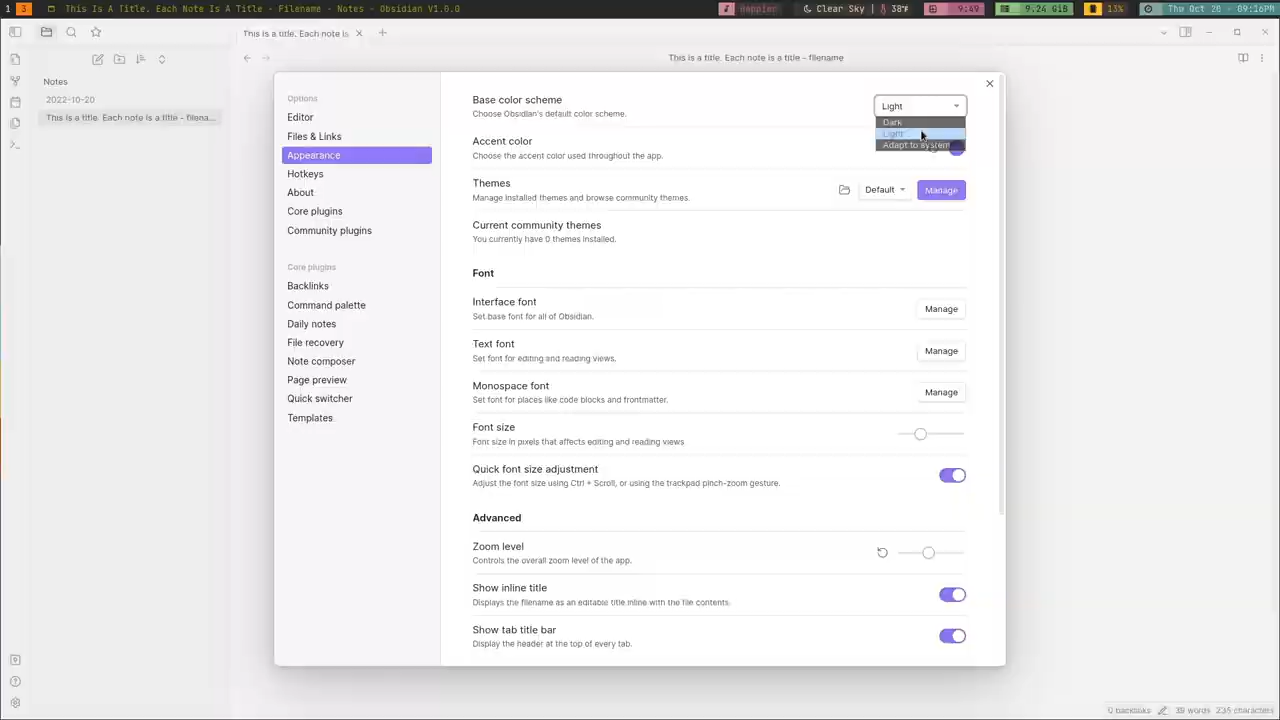 1 3 This Is A Title. Each Note Is A Title - Filename - Notes - Obsidian V1.0.0
Clear Sky | 38°F 9:49 9.24 GiB 13% Thu Oct 20 - 09:16PM
This is a title. Each note is
This is a title. Each note is a title - filename
Notes
2022-10-20
This is a title. Each note is a title - filena...
Options
Editor
Files & Links
Appearance
Hotkeys
About
Core plugins
Community plugins
Core plugins
Backlinks
Command palette
Daily notes
File recovery
Note composer
Page preview
Quick switcher
Templates
Base color scheme
Choose Obsidian's default color scheme.
Light
Dark
Light
Adapt to system
Accent color
Choose the accent color used throughout the app.
Themes
Manage installed themes and browse community themes.
Default
Manage
Current community themes
You currently have 0 themes installed.
Font
Interface font
Set base font for all of Obsidian.
Manage
Text font
Set font for editing and reading views.
Manage
Monospace font
Set font for places like code blocks and frontmatter.
Manage
Font size
Font size in pixels that affects editing and reading views
Quick font size adjustment
Adjust the font size using Ctrl + Scroll, or using the trackpad pinch-zoom gesture.
Advanced
Zoom level
Controls the overall zoom level of the app.
Show inline title
Displays the filename as an editable title inline with the file contents.
Show tab title bar
Display the header at the top of every tab.
0 backlinks 39 words 236 characters